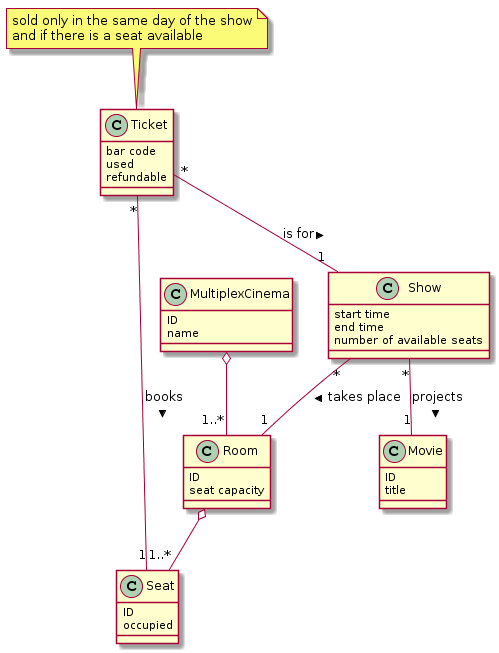 sold only in the same day of the show
and if there is a seat available
C Ticket
bar code
used
refundable
*
*
is for
1
C MultiplexCinema
ID
name
C Show
start time
end time
number of available seats
books
1..*
1
takes place
*
*
projects
1
C Room
ID
seat capacity
C Movie
ID
title
1
1..*
C Seat
ID
occupied